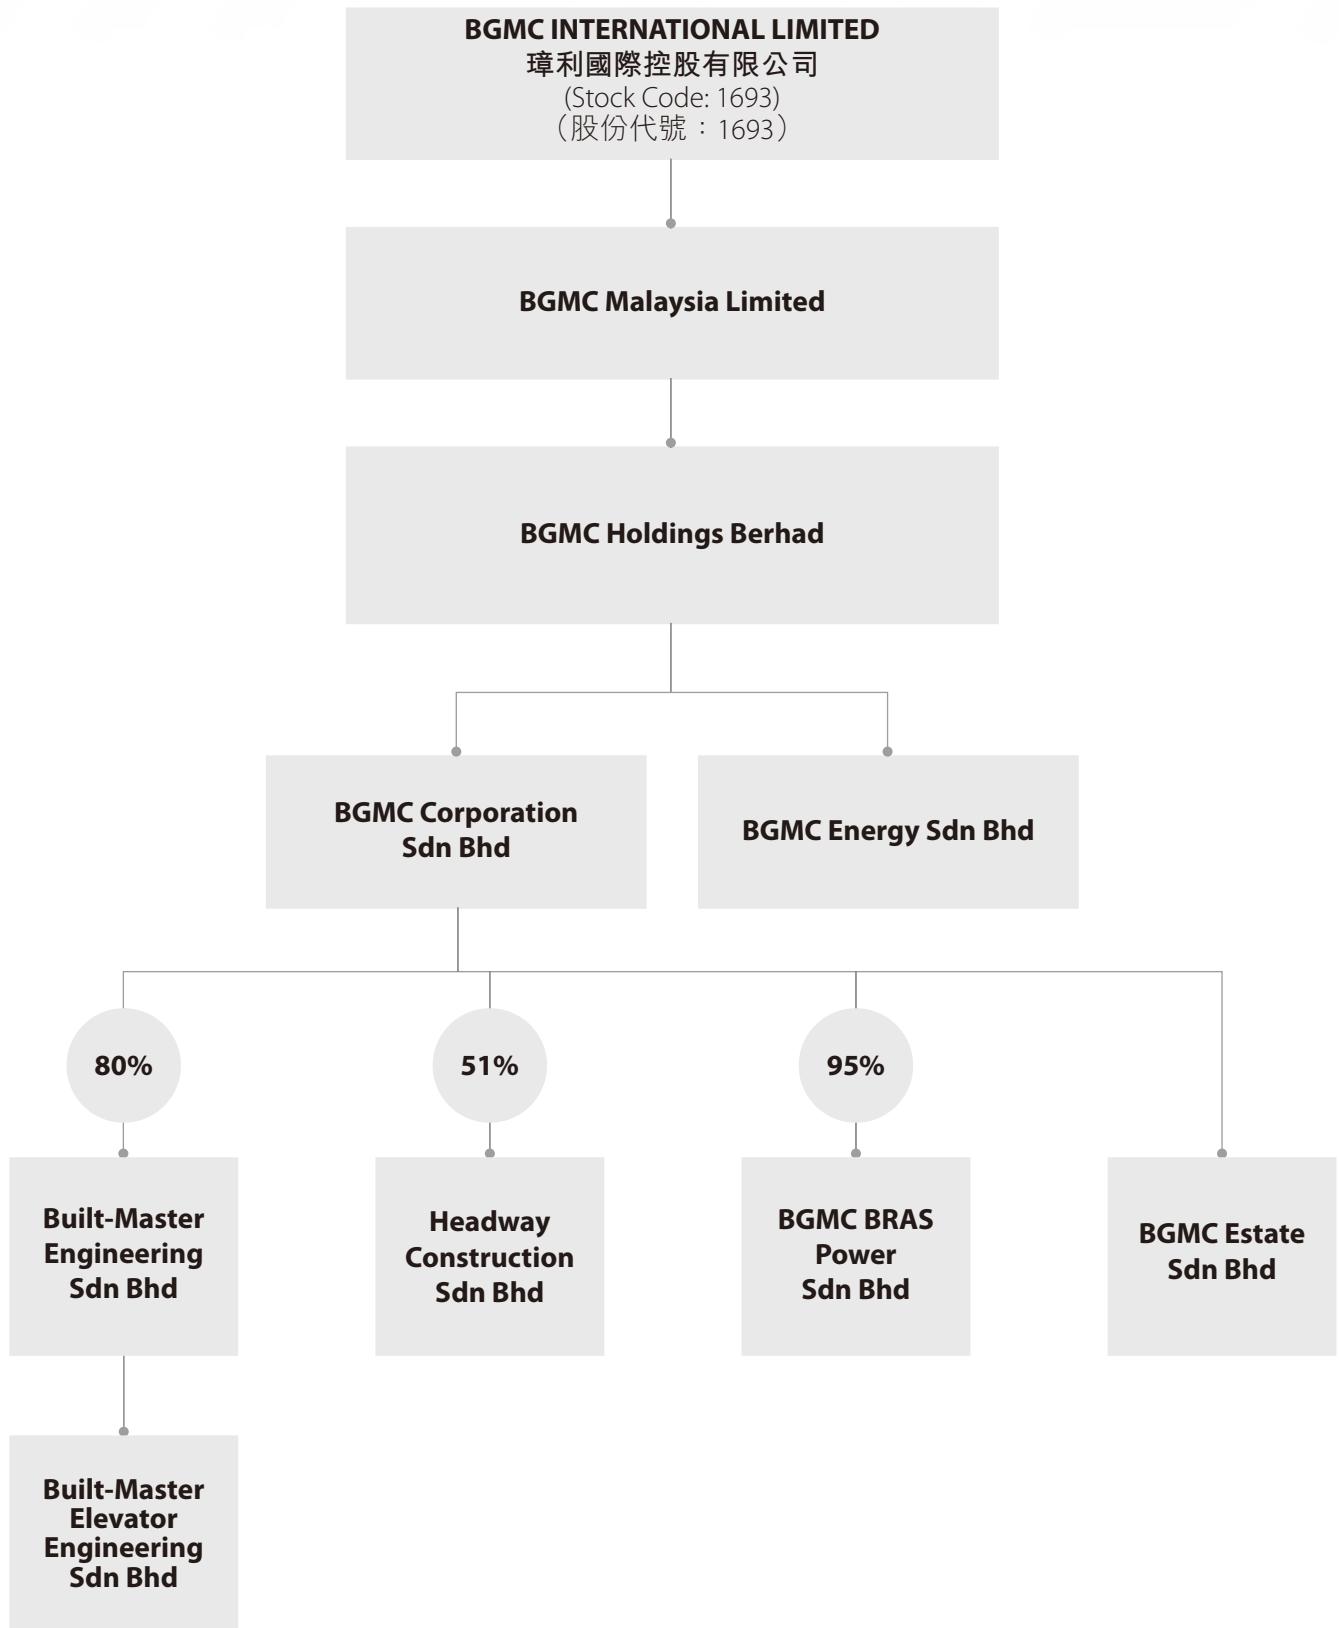 BGMC INTERNATIONAL LIMITED
璋利國際控股有限公司
(Stock Code: 1693)
（股份代號：1693）
BGMC Malaysia Limited
BGMC Holdings Berhad
BGMC Corporation
Sdn Bhd
BGMC Energy Sdn Bhd
80%
51%
95%
Built-Master
Engineering
Sdn Bhd
Headway
Construction
Sdn Bhd
BGMC BRAS
Power
Sdn Bhd
BGMC Estate
Sdn Bhd
Built-Master
Elevator
Engineering
Sdn Bhd